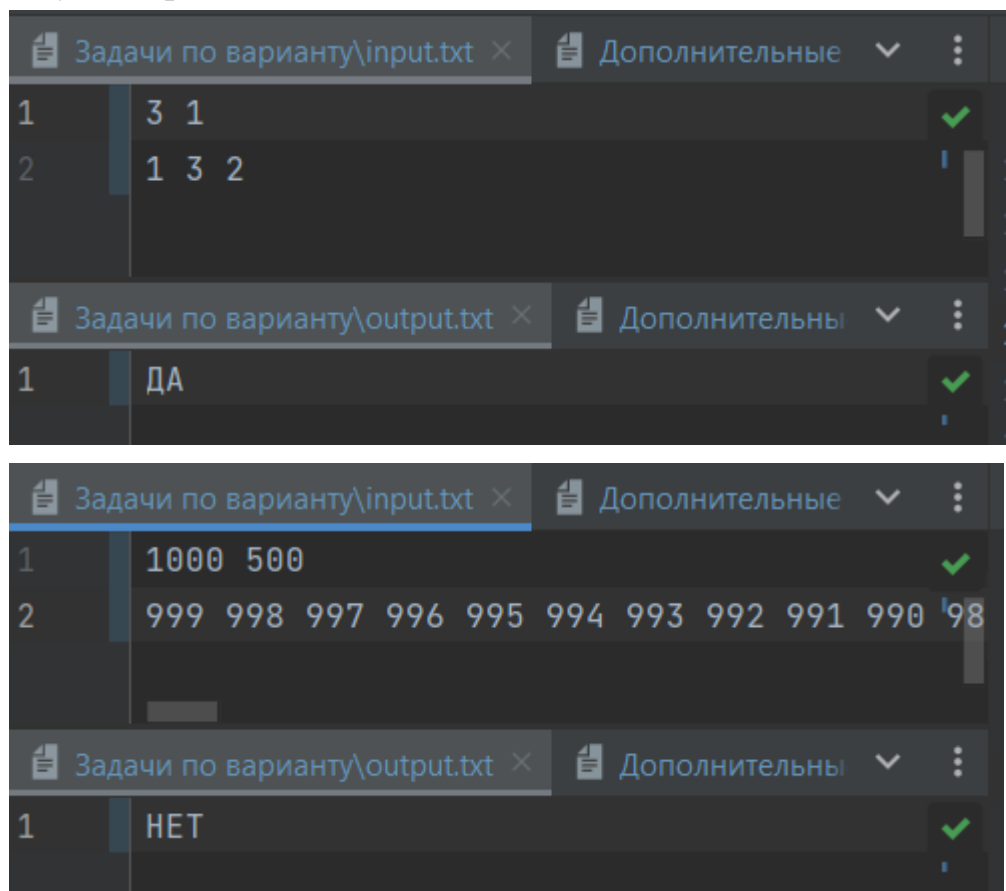 Задачи по варианту\input.txt × Дополнительные
1 3 1
2 1 3 2
Задачи по варианту\output.txt × Дополнительны
1 ДА
Задачи по варианту\input.txt × Дополнительные
1 1000 500
2 999 998 997 996 995 994 993 992 991 990 98
Задачи по варианту\output.txt × Дополнительны
1 НЕТ